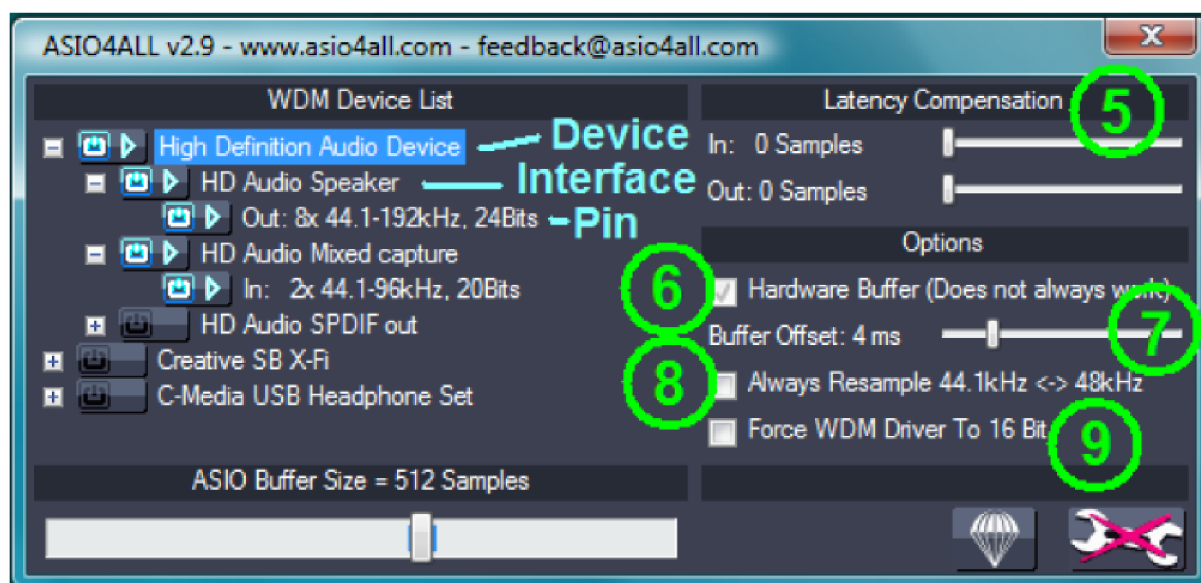 ASIO4ALL v2.9 - www.asio4all.com - feedback@asio4all.com
WDM Device List
High Definition Audio Device
Device
HD Audio Speaker
Interface
Out: 8x 44.1-192kHz, 24Bits
Pin
HD Audio Mixed capture
In: 2x 44.1-96kHz, 20Bits
HD Audio SPDIF out
Creative SB X-Fi
C-Media USB Headphone Set
ASIO Buffer Size = 512 Samples
Latency Compensation
5
In: 0 Samples
Out: 0 Samples
Options
6
Hardware Buffer (Does not always work)
Buffer Offset: 4 ms
7
8
Always Resample 44.1kHz <-> 48kHz
Force WDM Driver To 16 Bit
9